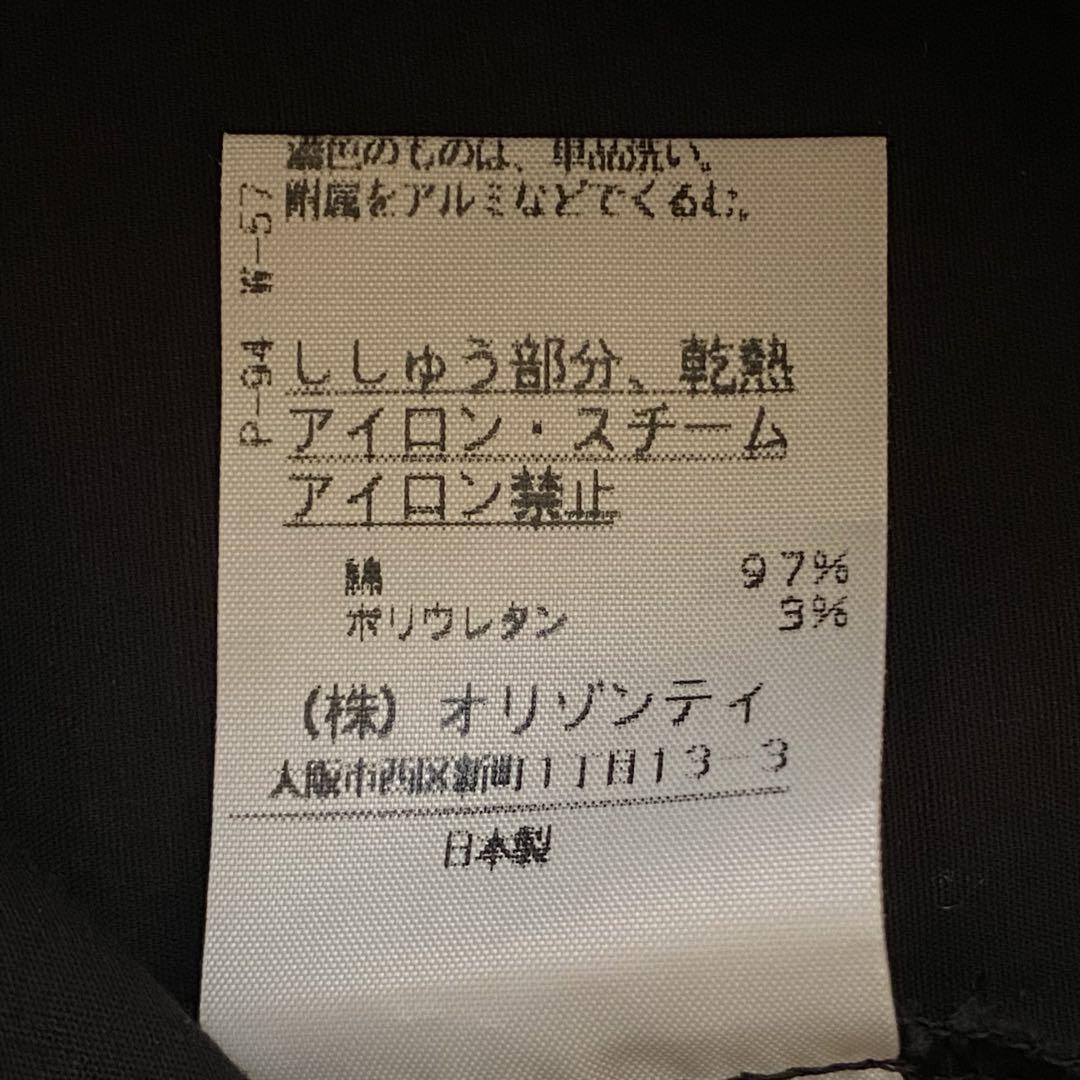 濃色のものは、単品洗い。
附属をアルミなどでくるむ。
P-94 W-57
ししゅう部分、乾熱
アイロン・スチーム
アイロン禁止
綿 97%
ポリウレタン 3%
(株) オリゾンティ
大阪市西区新町1丁目13-3
日本製